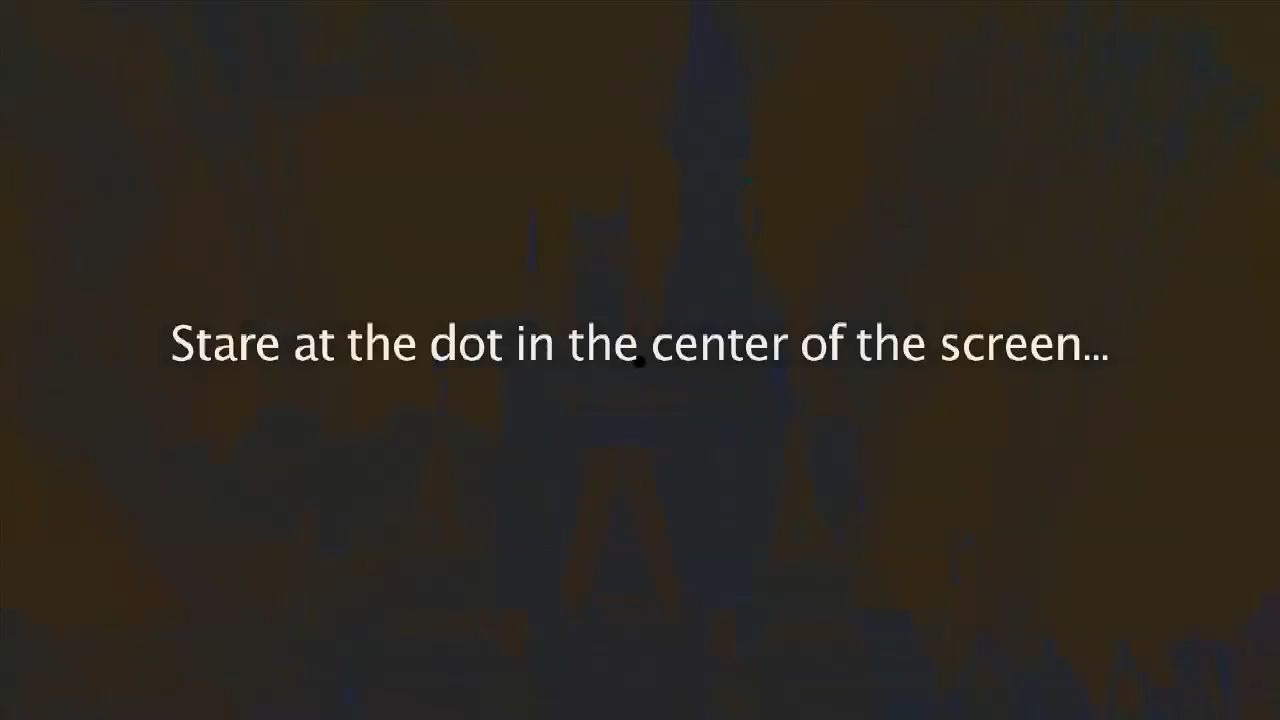 Stare at the dot in the center of the screen...